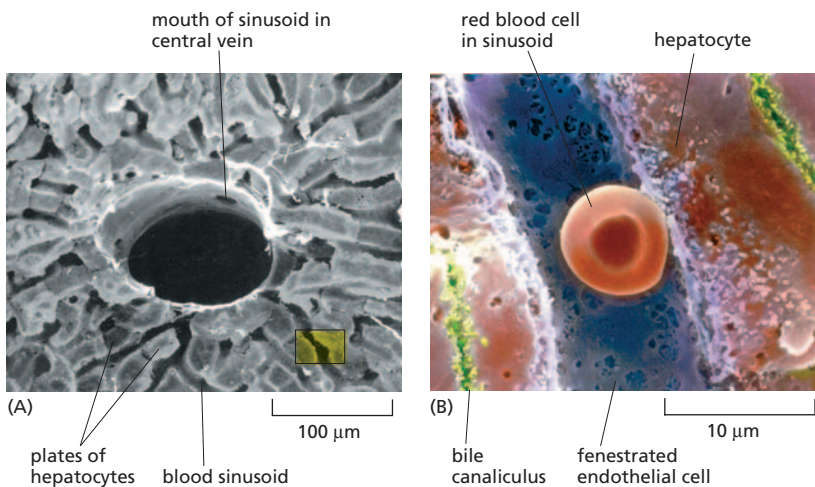 mouth of sinusoid in
central vein
red blood cell
in sinusoid
hepatocyte
(A)
100 μm
plates of
hepatocytes
blood sinusoid
(B)
10 μm
bile
canaliculus
fenestrated
endothelial cell